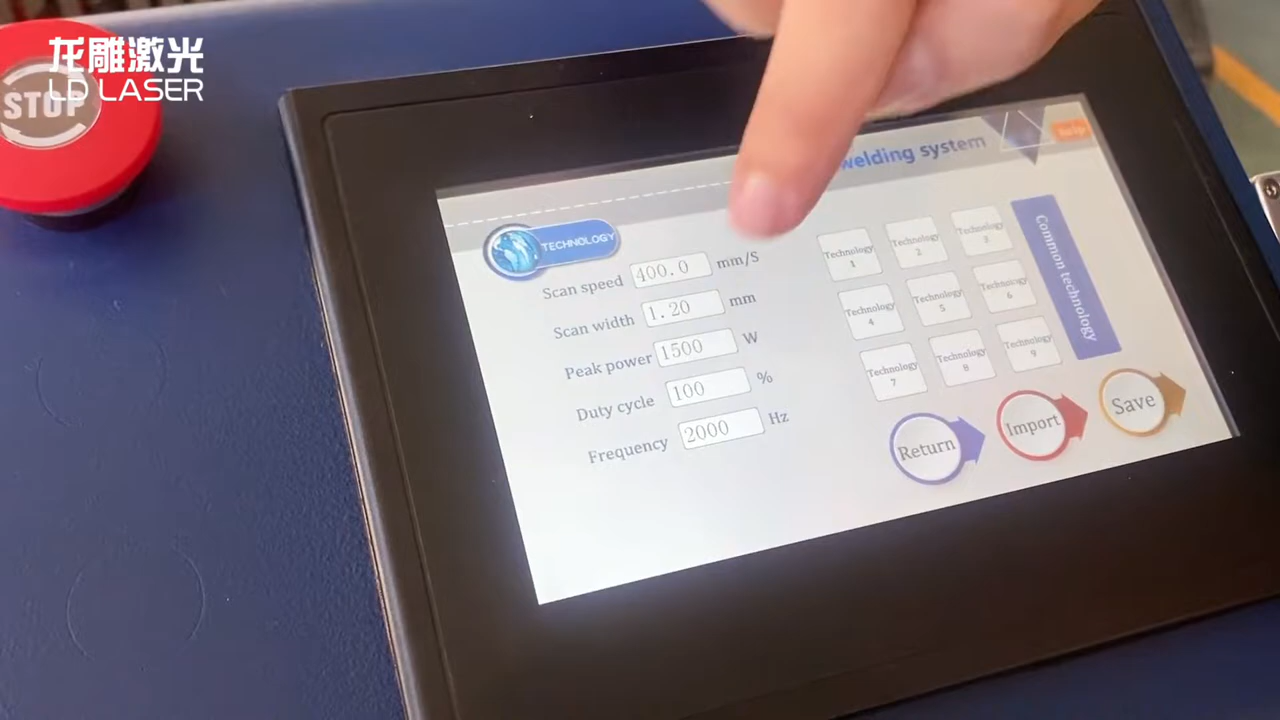 龙雕激光
LD LASER
STOP
welding system
help
TECHNOLOGY
Scan speed 400.0 mm/S
Scan width 1.20 mm
Peak power 1500 W
Duty cycle 100 %
Frequency 2000 Hz
Technology 1
Technology 2
Technology 3
Technology 4
Technology 5
Technology 6
Technology 7
Technology 8
Technology 9
Common technology
Return
Import
Save